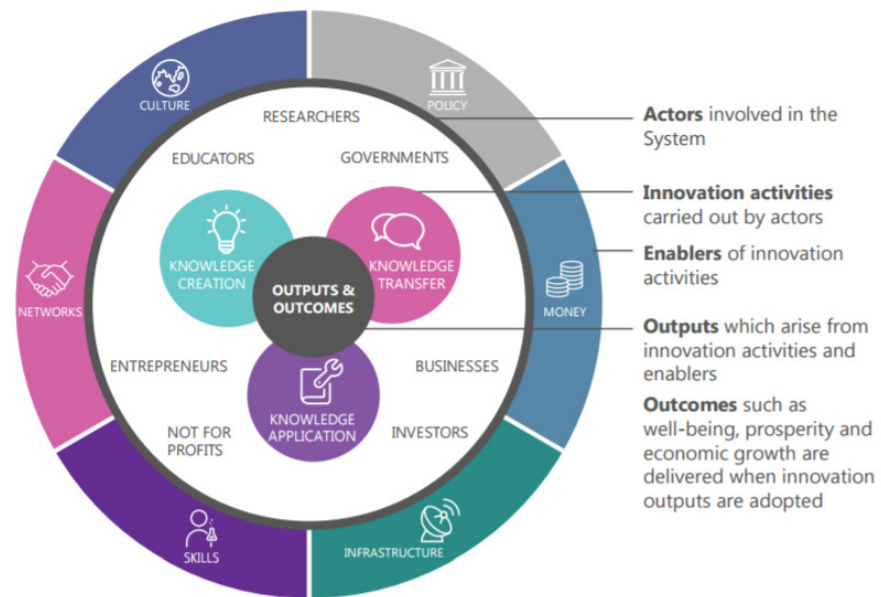 CULTURE
POLICY
RESEARCHERS
EDUCATORS
GOVERNMENTS
KNOWLEDGE
CREATION
KNOWLEDGE
TRANSFER
OUTPUTS &
OUTCOMES
NETWORKS
MONEY
ENTREPRENEURS
BUSINESSES
KNOWLEDGE
APPLICATION
NOT FOR
PROFITS
INVESTORS
SKILLS
INFRASTRUCTURE
Actors involved in the
System
Innovation activities
carried out by actors
Enablers of innovation
activities
Outputs which arise from
innovation activities and
enablers
Outcomes such as
well-being, prosperity and
economic growth are
delivered when innovation
outputs are adopted